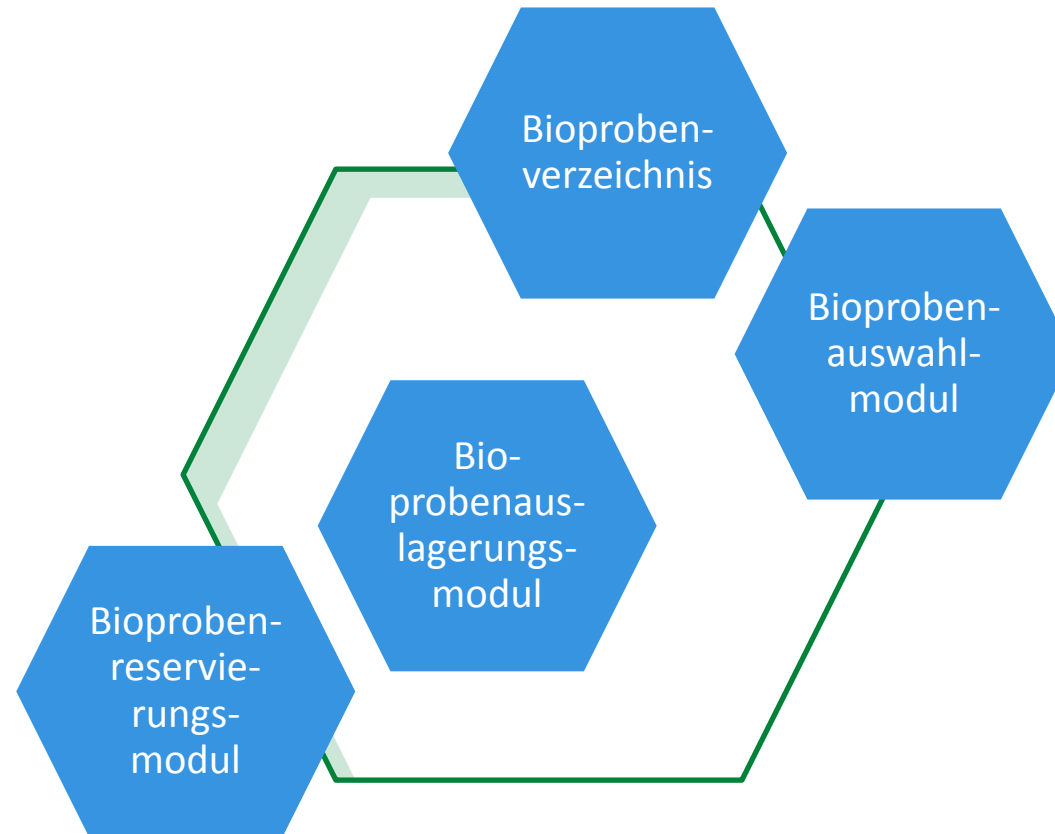 Bioproben-
verzeichnis
Bioproben-
auswahl-
modul
Bio-
probenaus-
lagerungs-
modul
Bioproben-
reservie-
rungs-
modul